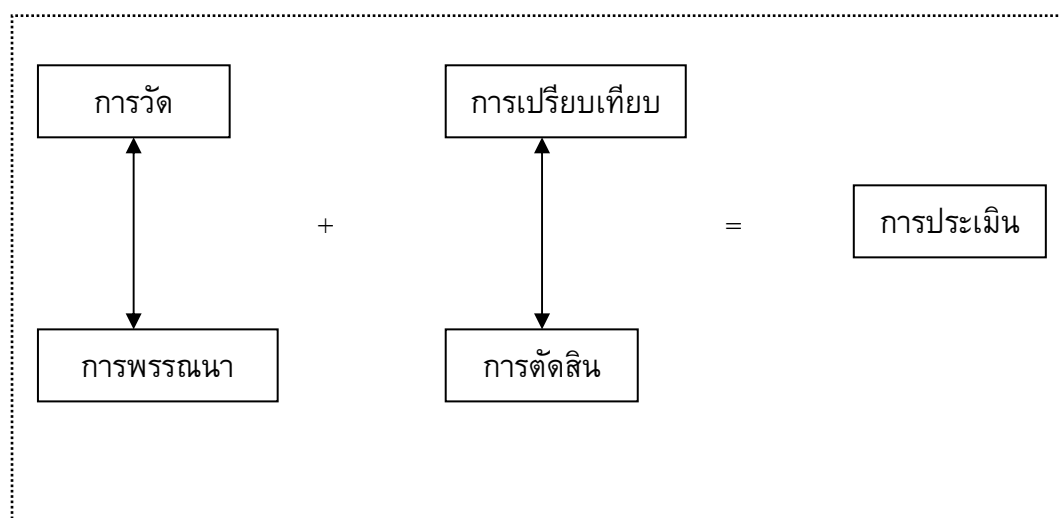 การวัด
การเปรียบเทียบ
+
=
การประเมิน
การพรรณนา
การตัดสิน